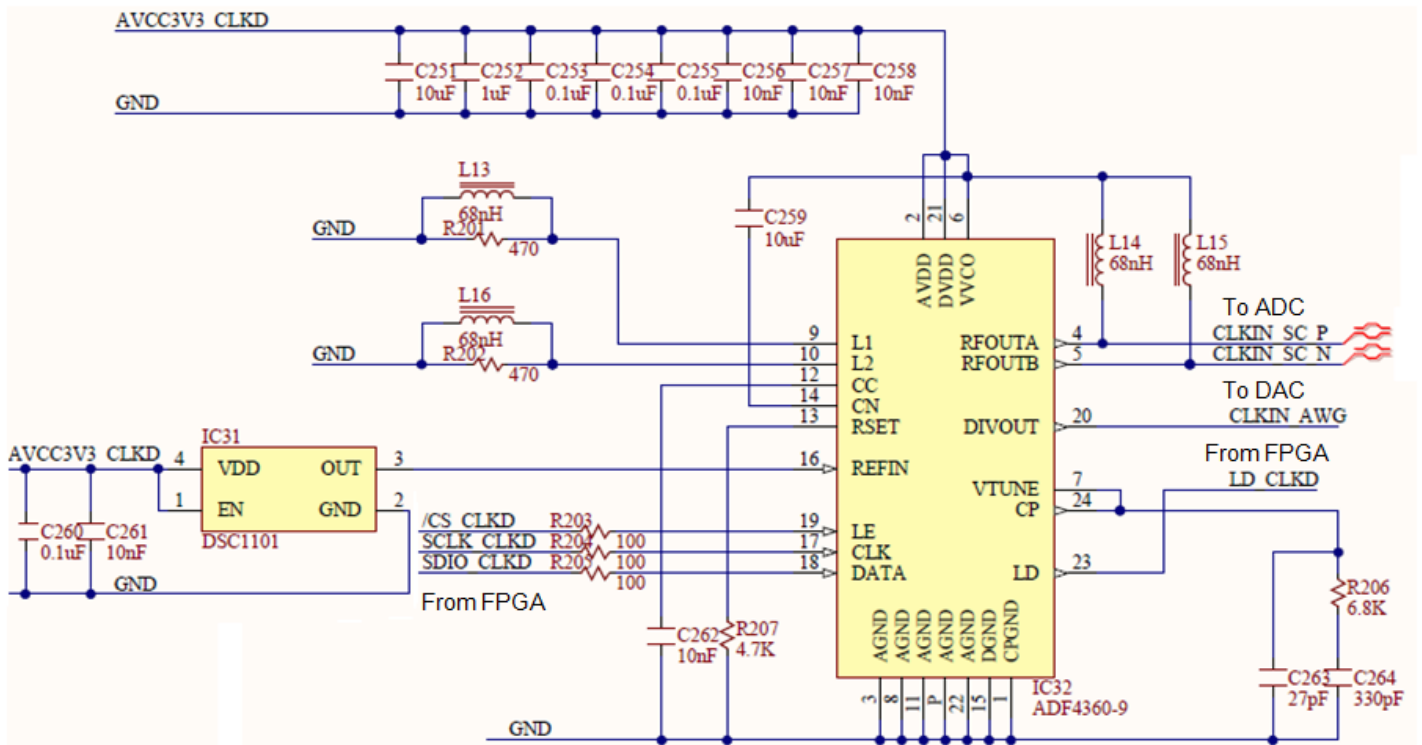 AVCC3V3_CLKD
C251
10uF
C252
1uF
C253
0.1uF
C254
0.1uF
C255
0.1uF
C256
10nF
C257
10nF
C258
10nF
GND
L13
68nH
GND
R201
470
C259
10uF
2
21
6
AVDD
DVDD
VVCO
L14
68nH
L15
68nH
L16
68nH
GND
R202
470
To ADC
9
L1
RFOUTA
4
CLKIN_SC_P
10
L2
RFOUTB
5
CLKIN_SC_N
12
CC
14
CN
To DAC
13
RSET
DIVOUT
20
CLKIN_AWG
IC31
From FPGA
AVCC3V3_CLKD
4
VDD
OUT
3
16
REFIN
VTUNE
7
LD_CLKD
1
EN
GND
2
CP
24
DSC1101
C260
0.1uF
C261
10nF
/CS_CLKD
R203
100
19
LE
SCLK_CLKD
R204
100
17
CLK
SDIO_CLKD
R205
100
18
DATA
LD
23
GND
From FPGA
R206
6.8K
C262
10nF
R207
4.7K
AGND
AGND
AGND
AGND
AGND
DGND
CPGND
3
8
11
P
22
15
1
IC32
ADF4360-9
C263
27pF
C264
330pF
GND